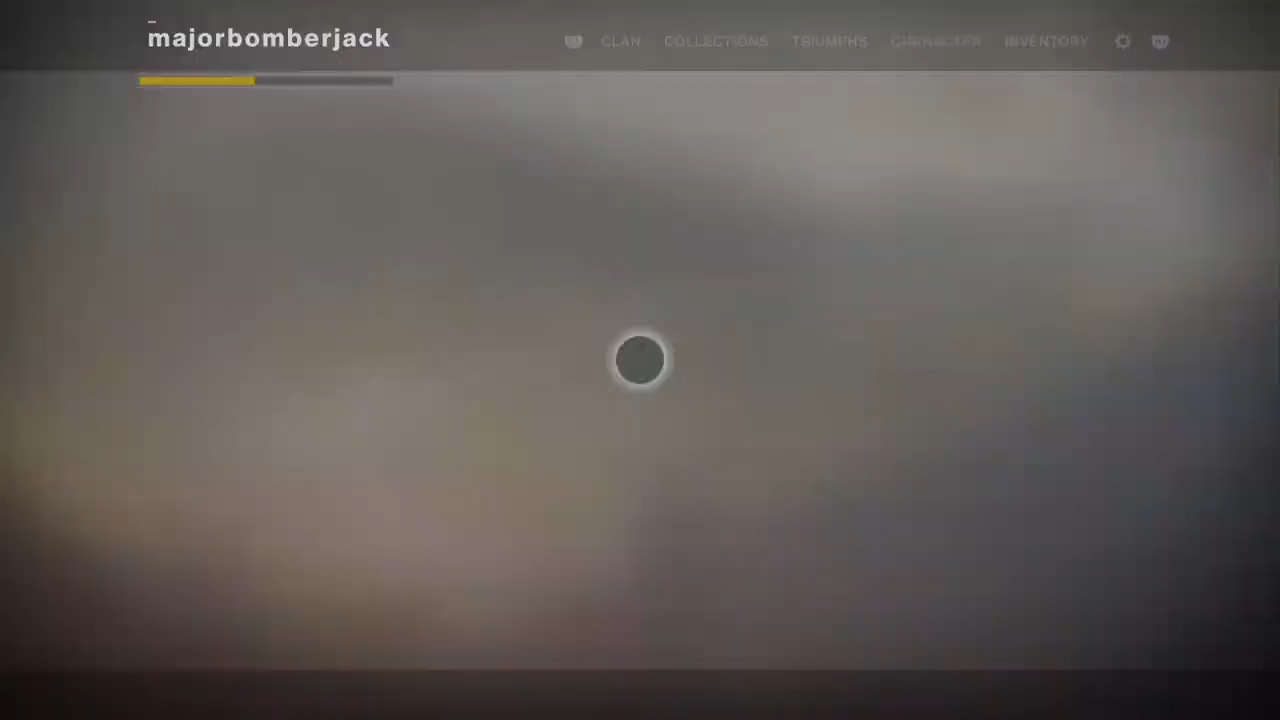 majorbomberjack
CLAN COLLECTIONS TRIUMPHS CHARACTER INVENTORY